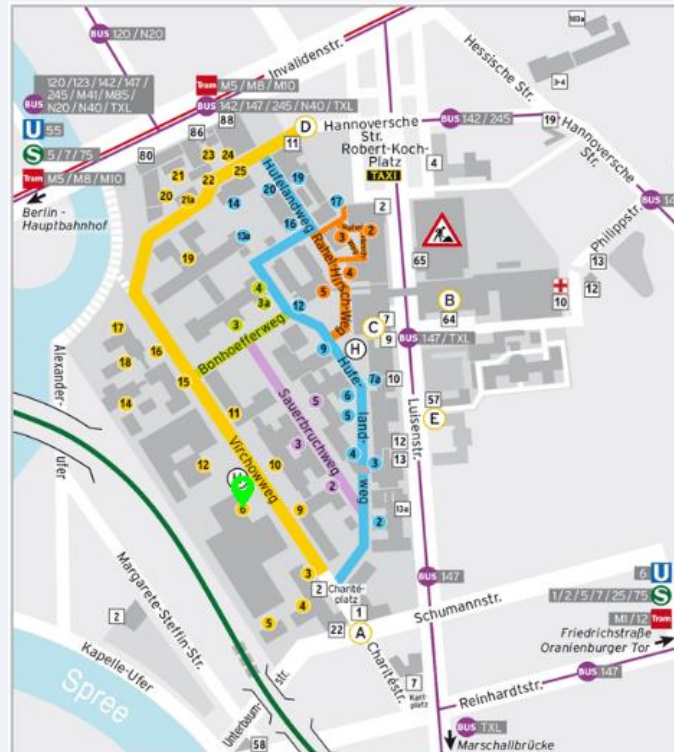 BUS 120 / N20
Invalidenstr.
Hessische Str.
103a
3-4
BUS 120/123/142/147/
245/M41/M85/
N20/N40/TXL
Tram M5/M8/M10
BUS 142/147/245/N40/TXL
U 55
S 5/7/75
Tram M5/M8/M10
Berlin -
Hauptbahnhof
80
86
88
D
11
Hannoversche
Str.
BUS 142/245
19
Hannoversche
Str.
Robert-Koch-
Platz
TAXI
4
2
BUS 14
Philippstr.
13
12
10
65
B
64
C
7
9
BUS 147/TXL
H
10
57
E
12
13
13a
Luisenstr.
23
24
25
22
21
21a
20
19
17
18
16
15
14
11
12
10
6
9
3
4
5
Virchowweg
Hufelandweg
20
19
17
16
14
13a
12
9
7a
6
5
4
3
2
Hufe-
land-
weg
Rahel-Hirsch-Weg
3
2
4
5
6
Bonhoefferweg
4
3a
3
Sauerbruchweg
5
3
2
Alexander-
ufer
Margarete-Steffin-Str.
2
Kapelle-Ufer
Spree
Unterbaum-
str.
58
2
Charité-
platz
1
22
A
Charitéstr.
Schumannstr.
BUS 147
6 U
1/2/5/7/25/75 S
M1/12 Tram
Friedrichstraße
Oranienburger Tor
BUS 147
Reinhardtstr.
7
Karl-
platz
BUS TXL
Marschallbrücke